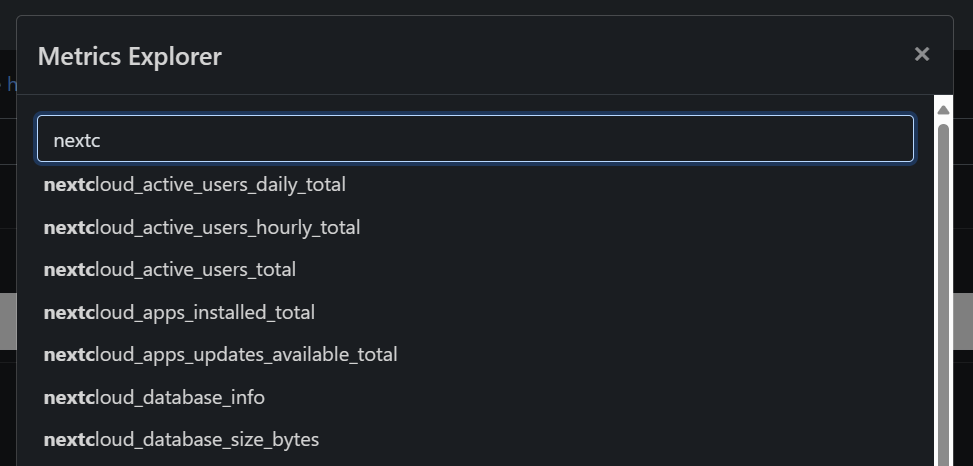 Metrics Explorer
×
h
nextc
nextcloud_active_users_daily_total
nextcloud_active_users_hourly_total
nextcloud_active_users_total
nextcloud_apps_installed_total
nextcloud_apps_updates_available_total
nextcloud_database_info
nextcloud_database_size_bytes